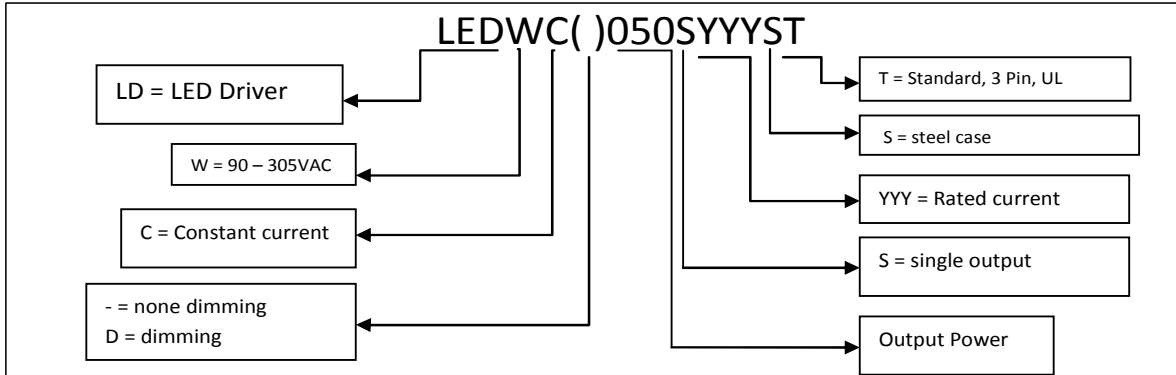 LEDWC( )050SYYYST
LD = LED Driver
W = 90 – 305VAC
C = Constant current
- = none dimming
D = dimming
T = Standard, 3 Pin, UL
S = steel case
YYY = Rated current
S = single output
Output Power